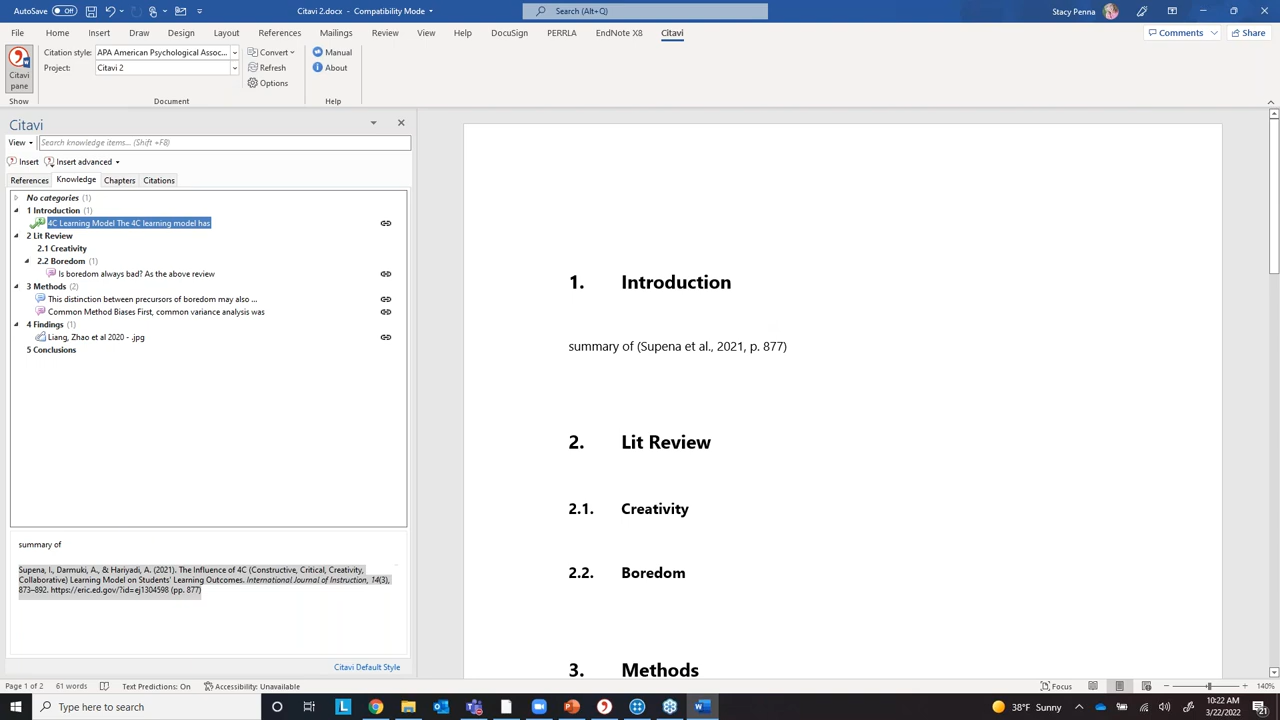 AutoSave Off Citavi 2.docx - Compatibility Mode Search (Alt+Q) Stacy Penna
File Home Insert Draw Design Layout References Mailings Review View Help DocuSign PERRLA EndNote X8 Citavi Comments Share
Citavi pane
Show
Citation style: APA American Psychological Assoc...
Project: Citavi 2
Convert
Refresh
Options
Document
Manual
About
Help
Citavi
View Search knowledge items... (Shift +F8)
Insert Insert advanced
References Knowledge Chapters Citations
No categories (1)
1 Introduction (1)
4C Learning Model The 4C learning model has
2 Lit Review
2.1 Creativity
2.2 Boredom (1)
Is boredom always bad? As the above review
3 Methods (2)
This distinction between precursors of boredom may also ...
Common Method Biases First, common variance analysis was
4 Findings (1)
Liang, Zhao et al 2020 - .jpg
5 Conclusions
summary of
Supena, I., Darmuki, A., & Hariyadi, A. (2021). The Influence of 4C (Constructive, Critical, Creativity,
Collaborative) Learning Model on Students' Learning Outcomes. International Journal of Instruction, 14(3),
873–892. https://eric.ed.gov/?id=ej1304598 (pp. 877)
Citavi Default Style
1. Introduction
summary of (Supena et al., 2021, p. 877)
2. Lit Review
2.1. Creativity
2.2. Boredom
3. Methods
Page 1 of 2 61 words Text Predictions: On Accessibility: Unavailable Focus 140%
Type here to search 38°F Sunny 10:22 AM
3/22/2022